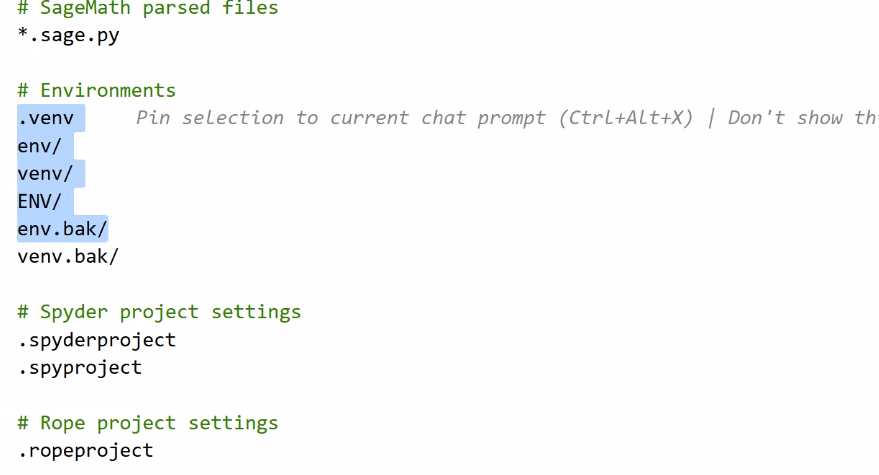 # SageMath parsed files
*.sage.py
# Environments
.venv Pin selection to current chat prompt (Ctrl+Alt+X) | Don't show
env/
venv/
ENV/
env.bak/
venv.bak/
# Spyder project settings
.spyderproject
.spyproject
# Rope project settings
.ropeproject